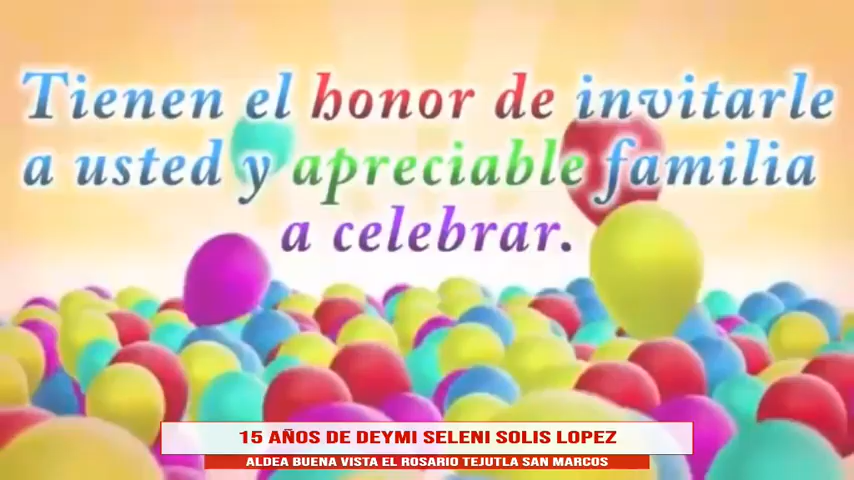 Tienen el honor de invitarle
a usted y apreciable familia
a celebrar.
15 AÑOS DE DEYMI SELENI SOLIS LOPEZ
ALDEA BUENA VISTA EL ROSARIO TEJUTLA SAN MARCOS